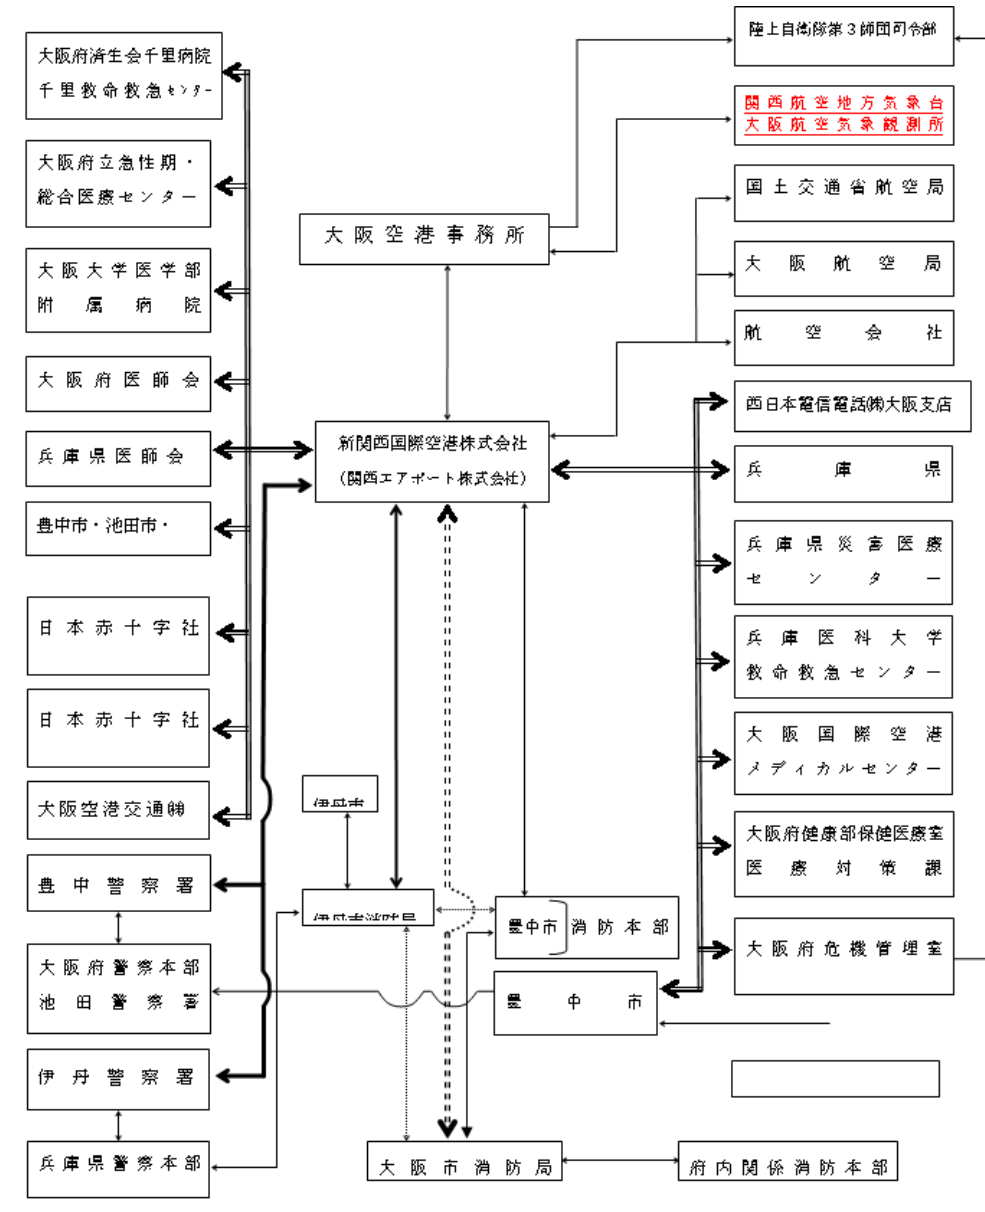 大阪府済生会千里病院
千里救命救急センター
大阪府立急性期・
総合医療センター
大阪大学医学部
附属病院
大阪府医師会
兵庫県医師会
豊中市・池田市・
日本赤十字社
日本赤十字社
大阪空港交通㈱
豊中警察署
大阪府警察本部
池田警察署
伊丹警察署
兵庫県警察本部
大阪空港事務所
新関西国際空港株式会社
(関西エアポート株式会社)
伊丹市
伊丹市消防局
豊中市 消防本部
豊中市
大阪市消防局
府内関係消防本部
陸上自衛隊第3師団司令部
関西航空地方気象台
大阪航空気象観測所
国土交通省航空局
大阪航空局
航空会社
西日本電信電話㈱大阪支店
兵庫県
兵庫県災害医療
センター
兵庫医科大学
救命救急センター
大阪国際空港
メディカルセンター
大阪府健康部保健医療室
医療対策課
大阪府危機管理室